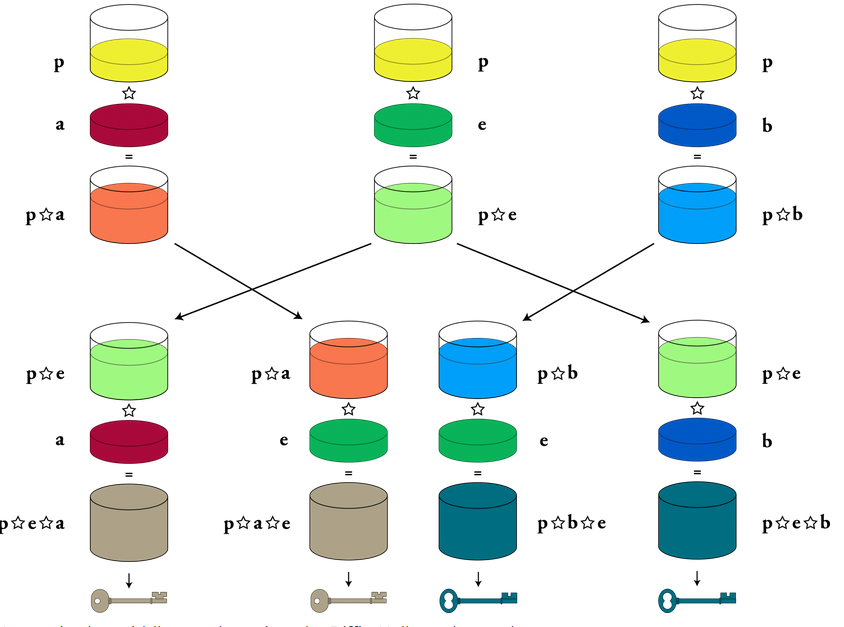 p p p
☆ ☆ ☆
a e b
= = =
p☆a p☆e p☆b
p☆e p☆a p☆b p☆e
☆ ☆ ☆ ☆
a e e b
= = = =
p☆e☆a p☆a☆e p☆b☆e p☆e☆b